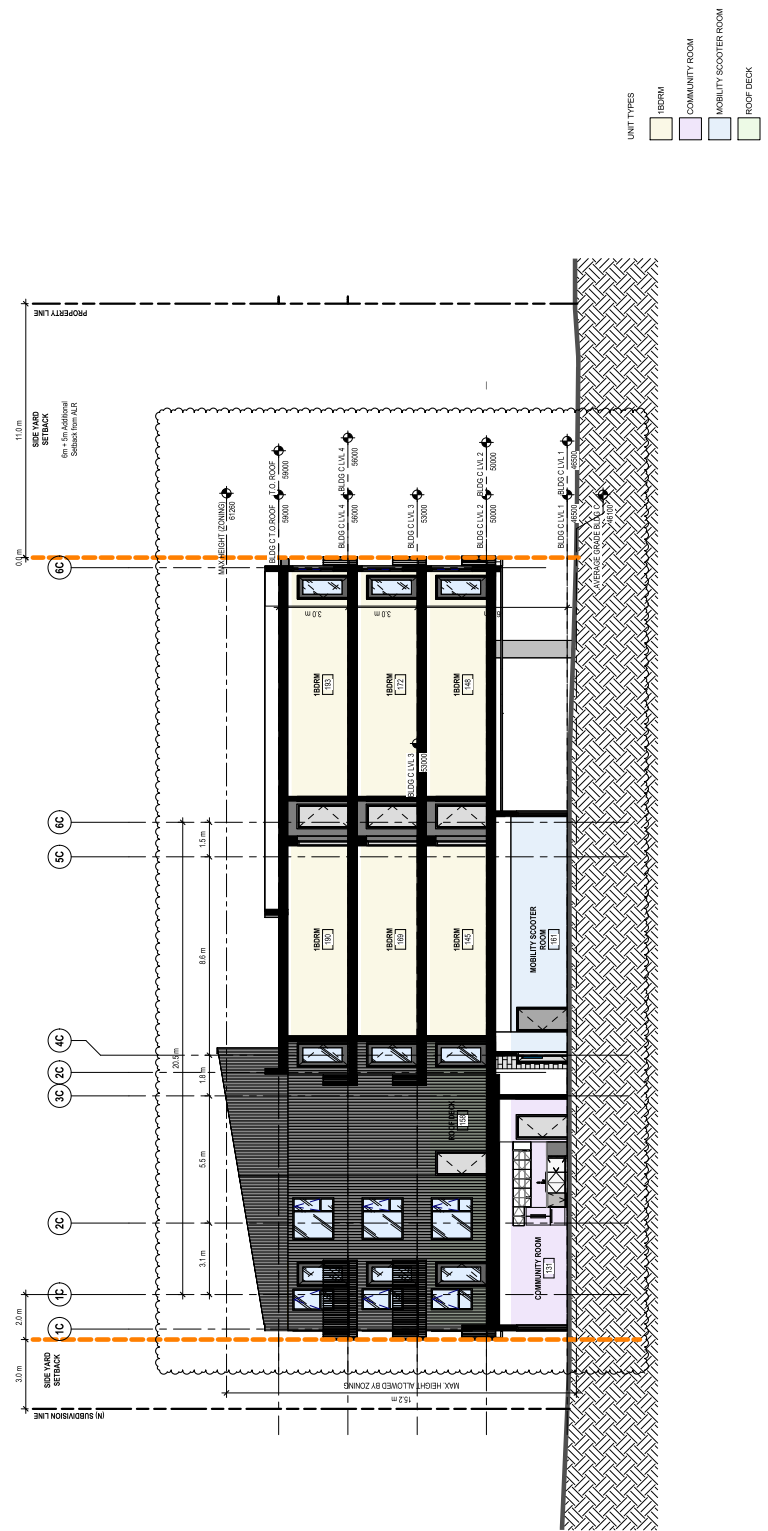 11.0 m
0.0 m
2.0 m
3.0 m
SIDE YARD
SETBACK
6m + 5m Additional
Setback from ALR
PROPERTY LINE
SIDE YARD
SETBACK
(N) SUBDIVISION LINE
1C
1C
2C
3C
2C
4C
5C
6C
6C
20.5 m
3.1 m
5.5 m
1.8 m
8.6 m
1.5 m
MAX. HEIGHT ALLOWED BY ZONING
15.2 m
MAX HEIGHT (ZONING)
61260
BLDG C T.O.ROOF
59000
T.O. ROOF
59000
BLDG C LVL 4
56000
BLDG C LVL 4
56000
BLDG C LVL 3
53000
BLDG C LVL 3
53000
BLDG C LVL 2
50000
BLDG C LVL 2
50000
BLDG C LVL 1
46500
BLDG C LVL 1
46500
AVERAGE GRADE BLDG C
46100
3.0 m
3.0 m
1BDRM
190
1BDRM
193
1BDRM
169
1BDRM
172
1BDRM
145
1BDRM
148
ROOF DECK
COMMUNITY ROOM
131
MOBILITY SCOOTER
ROOM
161
UNIT TYPES
1BDRM
COMMUNITY ROOM
MOBILITY SCOOTER ROOM
ROOF DECK